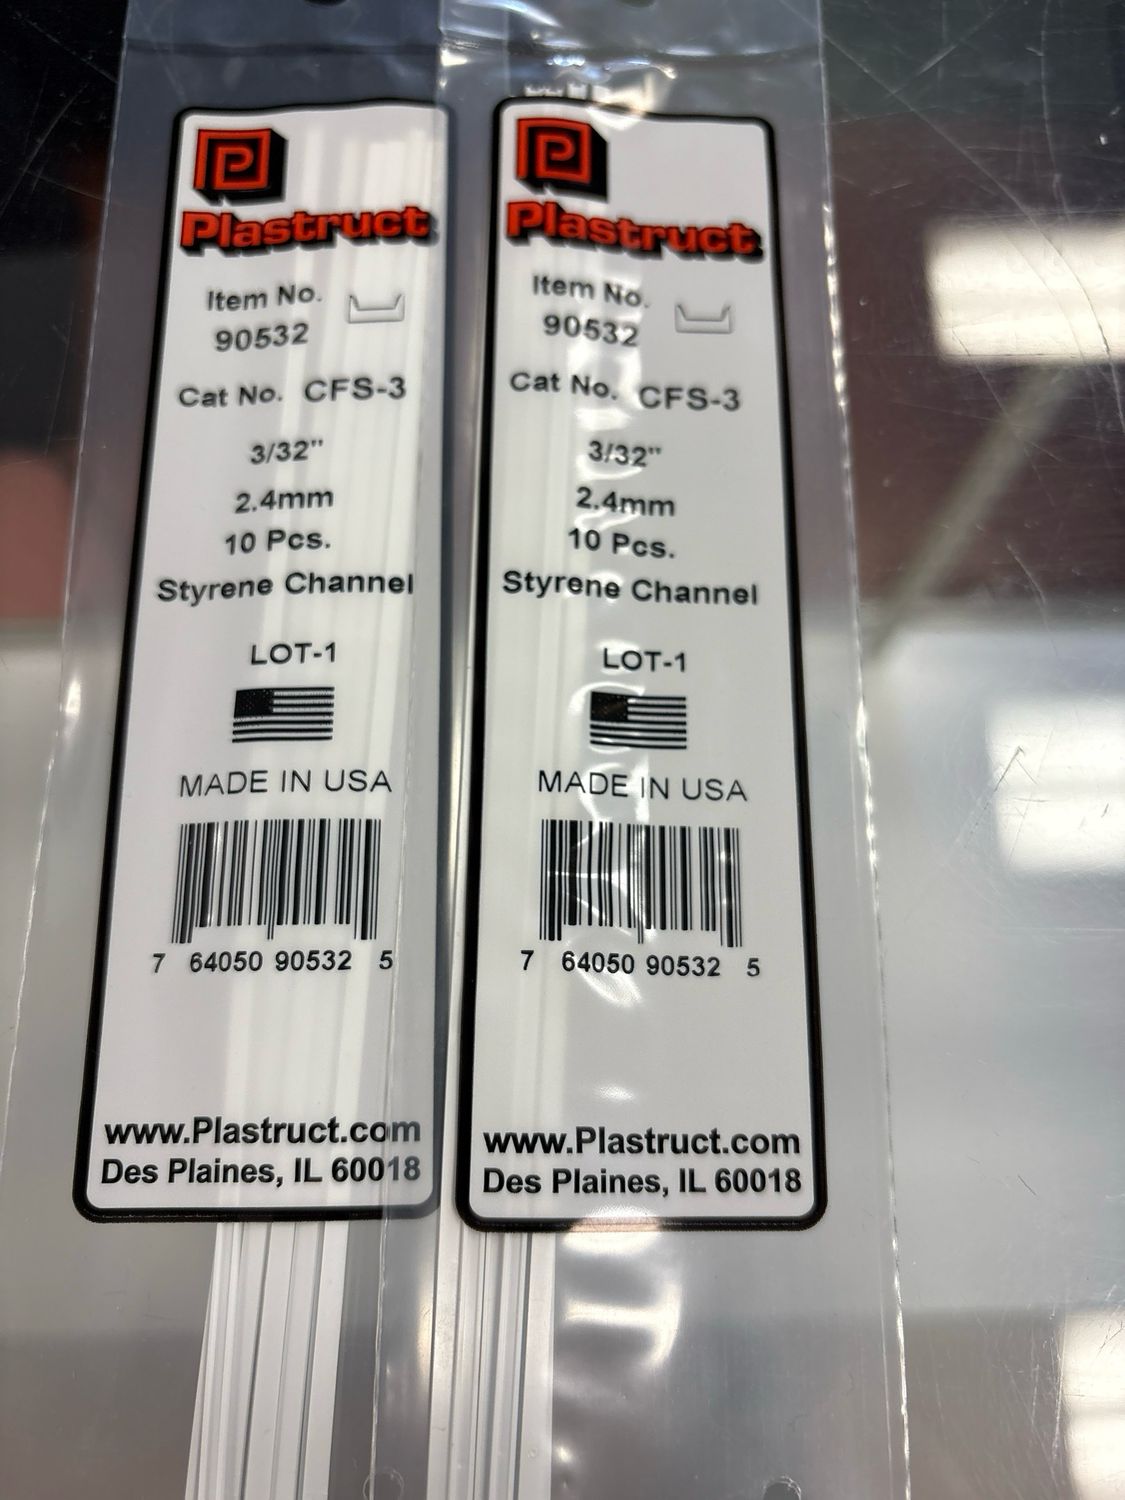 Plastruct
Item No.
90532
Cat No. CFS-3
3/32"
2.4mm
10 Pcs.
Styrene Channel
LOT-1
MADE IN USA
7 64050 90532 5
www.Plastruct.com
Des Plaines, IL 60018
Plastruct
Item No.
90532
Cat No. CFS-3
3/32"
2.4mm
10 Pcs.
Styrene Channel
LOT-1
MADE IN USA
7 64050 90532 5
www.Plastruct.com
Des Plaines, IL 60018